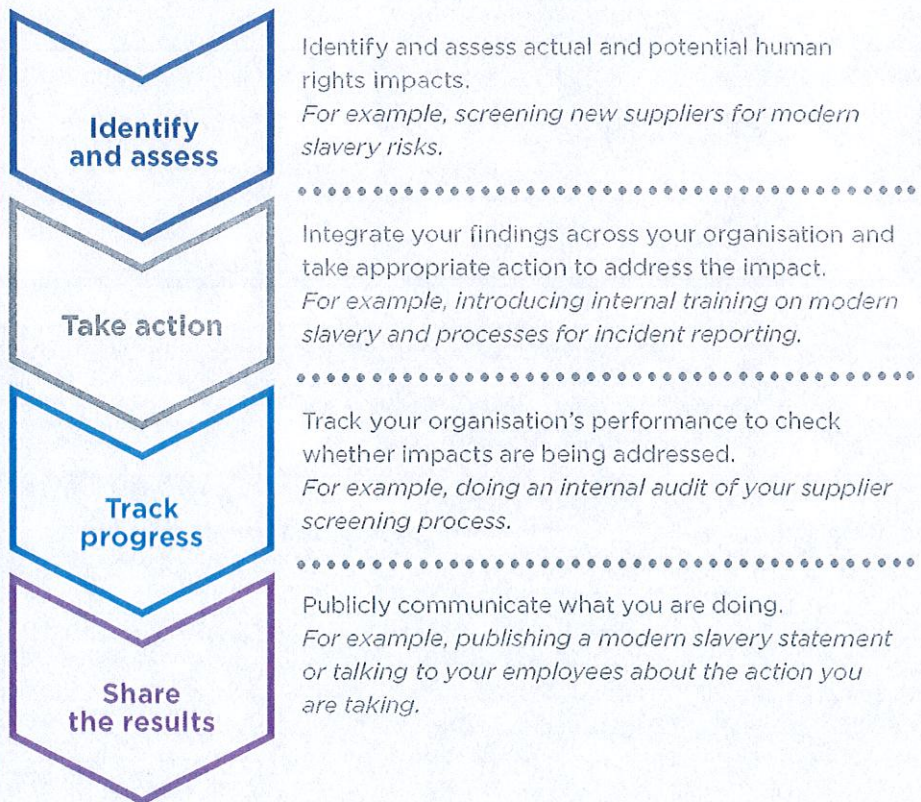 Identify
and assess
Identify and assess actual and potential human
rights impacts.
For example, screening new suppliers for modern
slavery risks.
Take action
Integrate your findings across your organisation and
take appropriate action to address the impact.
For example, introducing internal training on modern
slavery and processes for incident reporting.
Track
progress
Track your organisation's performance to check
whether impacts are being addressed.
For example, doing an internal audit of your supplier
screening process.
Share
the results
Publicly communicate what you are doing.
For example, publishing a modern slavery statement
or talking to your employees about the action you
are taking.